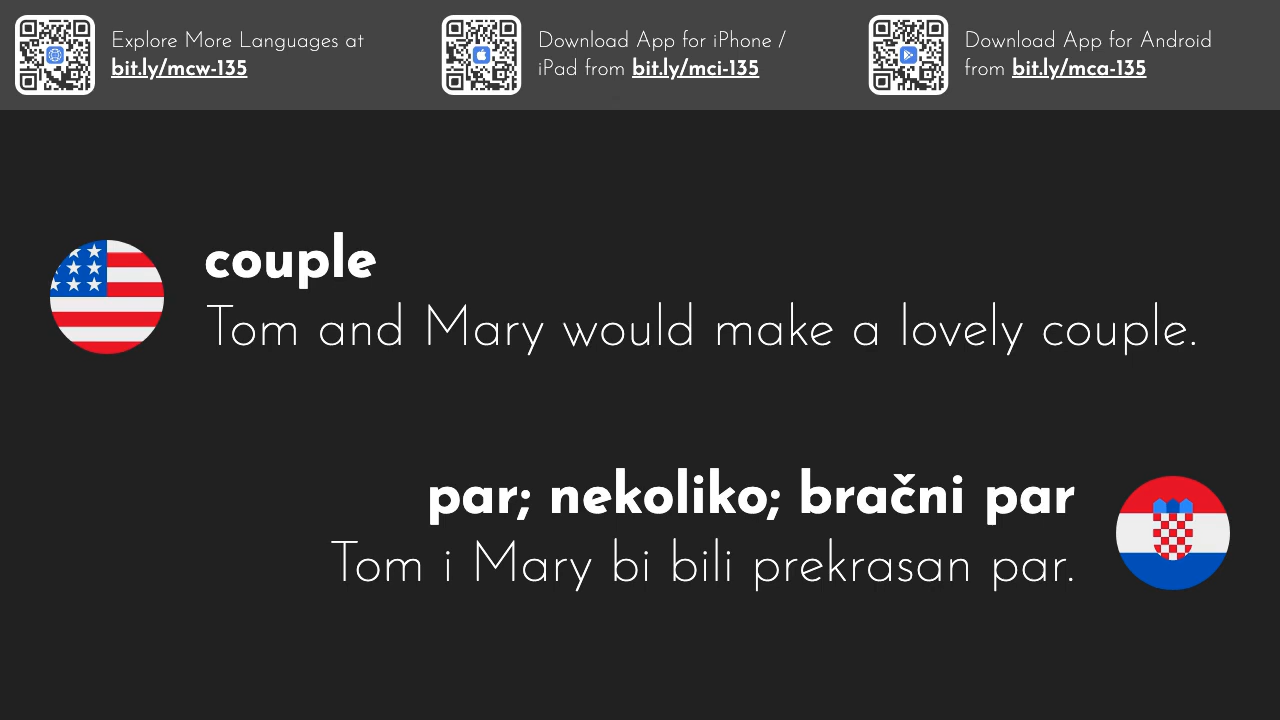 Explore More Languages at
bit.ly/mcw-135
Download App for iPhone /
iPad from bit.ly/mci-135
Download App for Android
from bit.ly/mca-135
couple
Tom and Mary would make a lovely couple.
par; nekoliko; bračni par
Tom i Mary bi bili prekrasan par.